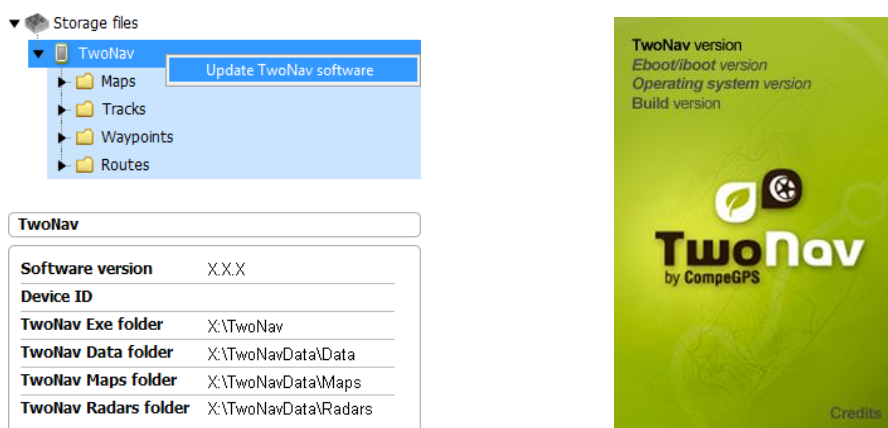 Storage files
TwoNav
Update TwoNav software
Maps
Tracks
Waypoints
Routes
TwoNav
Software version X.X.X
Device ID
TwoNav Exe folder X:\TwoNav
TwoNav Data folder X:\TwoNavData\Data
TwoNav Maps folder X:\TwoNavData\Maps
TwoNav Radars folder X:\TwoNavData\Radars
TwoNav version
Eboot/iboot version
Operating system version
Build version
TwoNav
by CompeGPS
Credits